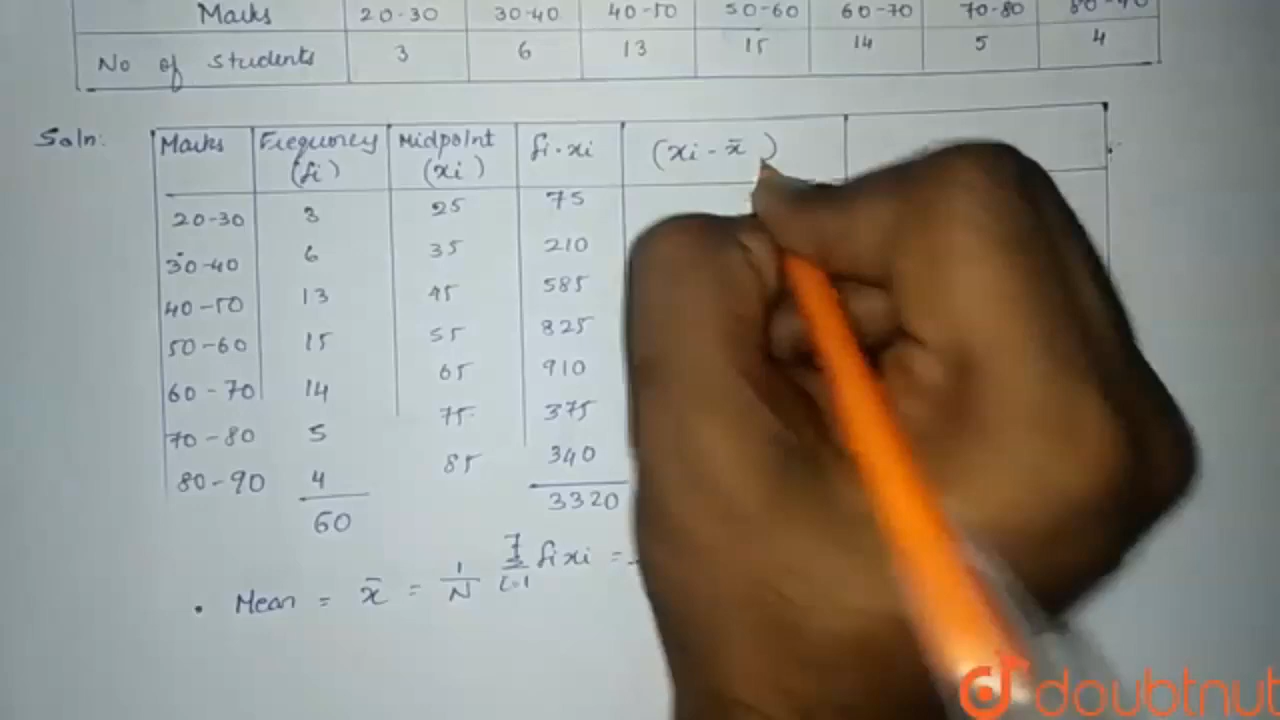 Marks 20-30 30-40 40-50 50-60 60-70 70-80
No of students 3 6 13 15 14 5 4
Soln:
Marks Frequency (fi) Midpoint (xi) fi.xi (xi - x̄)
20-30 3 25 75
30-40 6 35 210
40-50 13 45 585
50-60 15 55 825
60-70 14 65 910
70-80 5 75 375
80-90 4 85 340
60 3320
• Mean = x̄ = 1/N 7 Σ i=1 fixi =
doubtnut